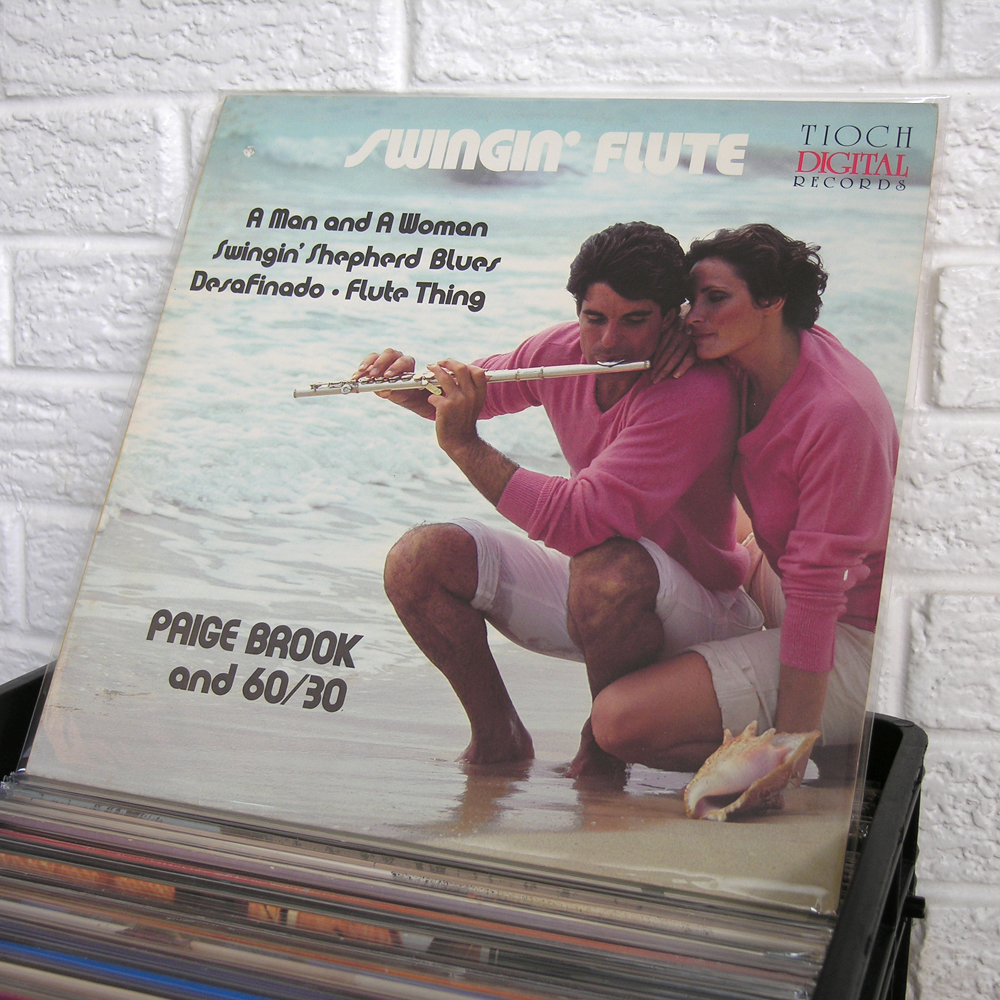 SWINGIN' FLUTE
TIOCH
DIGITAL
RECORDS
A Man and A Woman
Swingin' Shepherd Blues
Desafinado • Flute Thing
PAIGE BROOK
and 60/30